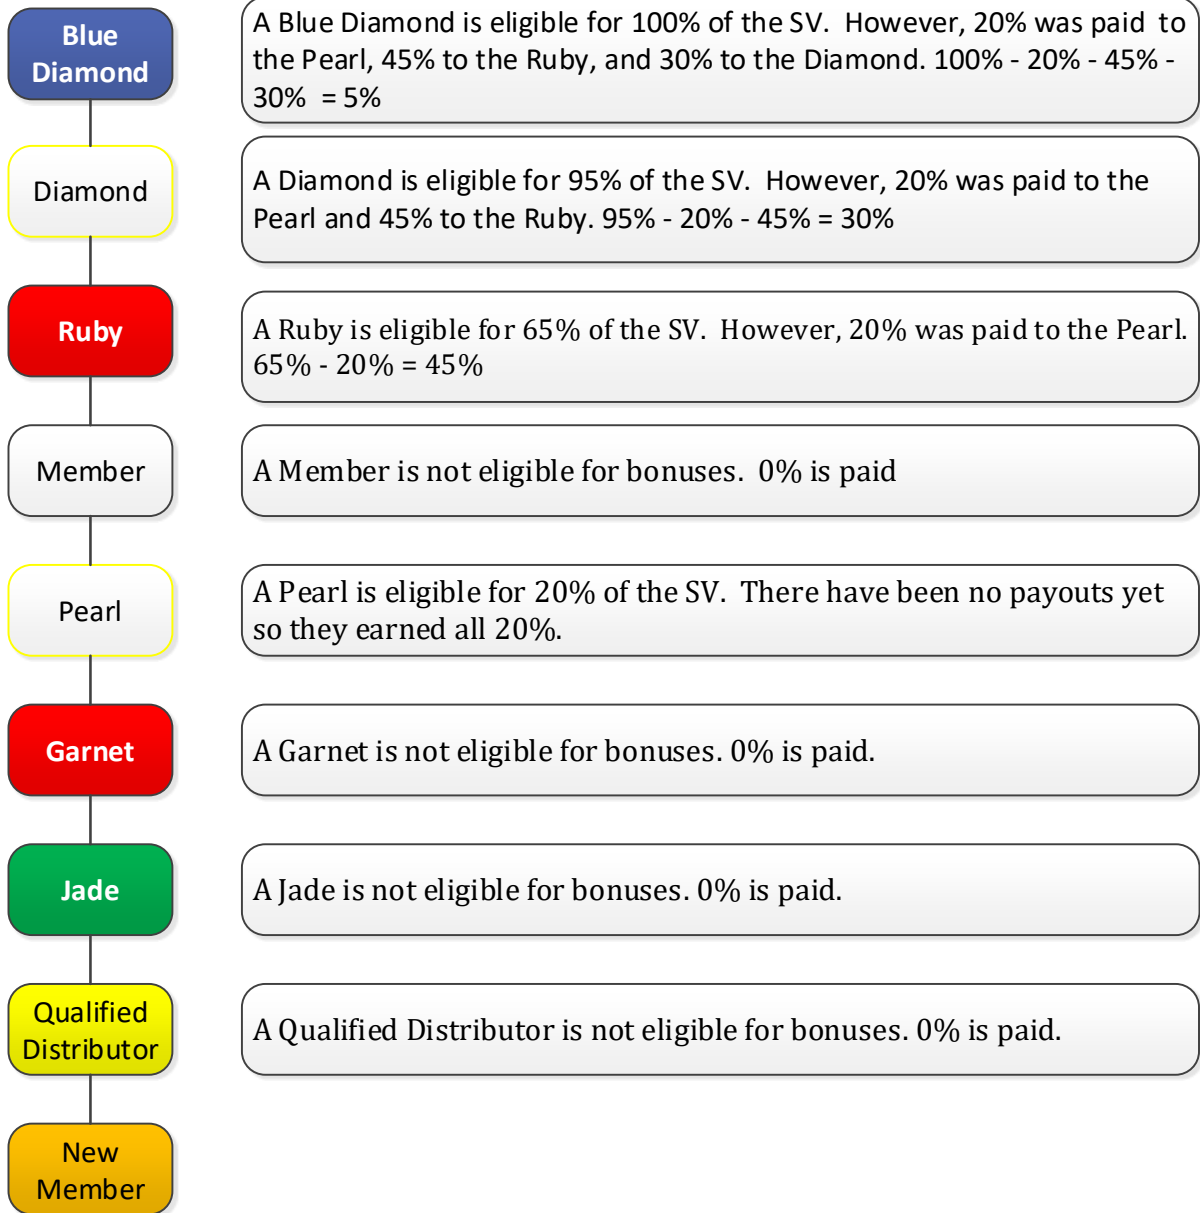 Blue
Diamond
A Blue Diamond is eligible for 100% of the SV.  However, 20% was paid  to
the Pearl, 45% to the Ruby, and 30% to the Diamond. 100% - 20% - 45% -
30%  = 5%
Diamond
A Diamond is eligible for 95% of the SV.  However, 20% was paid to the
Pearl and 45% to the Ruby. 95% - 20% - 45% = 30%
Ruby
A Ruby is eligible for 65% of the SV.  However, 20% was paid to the Pearl.
65% - 20% = 45%
Member
A Member is not eligible for bonuses.  0% is paid
Pearl
A Pearl is eligible for 20% of the SV.  There have been no payouts yet
so they earned all 20%.
Garnet
A Garnet is not eligible for bonuses. 0% is paid.
Jade
A Jade is not eligible for bonuses. 0% is paid.
Qualified
Distributor
A Qualified Distributor is not eligible for bonuses. 0% is paid.
New
Member